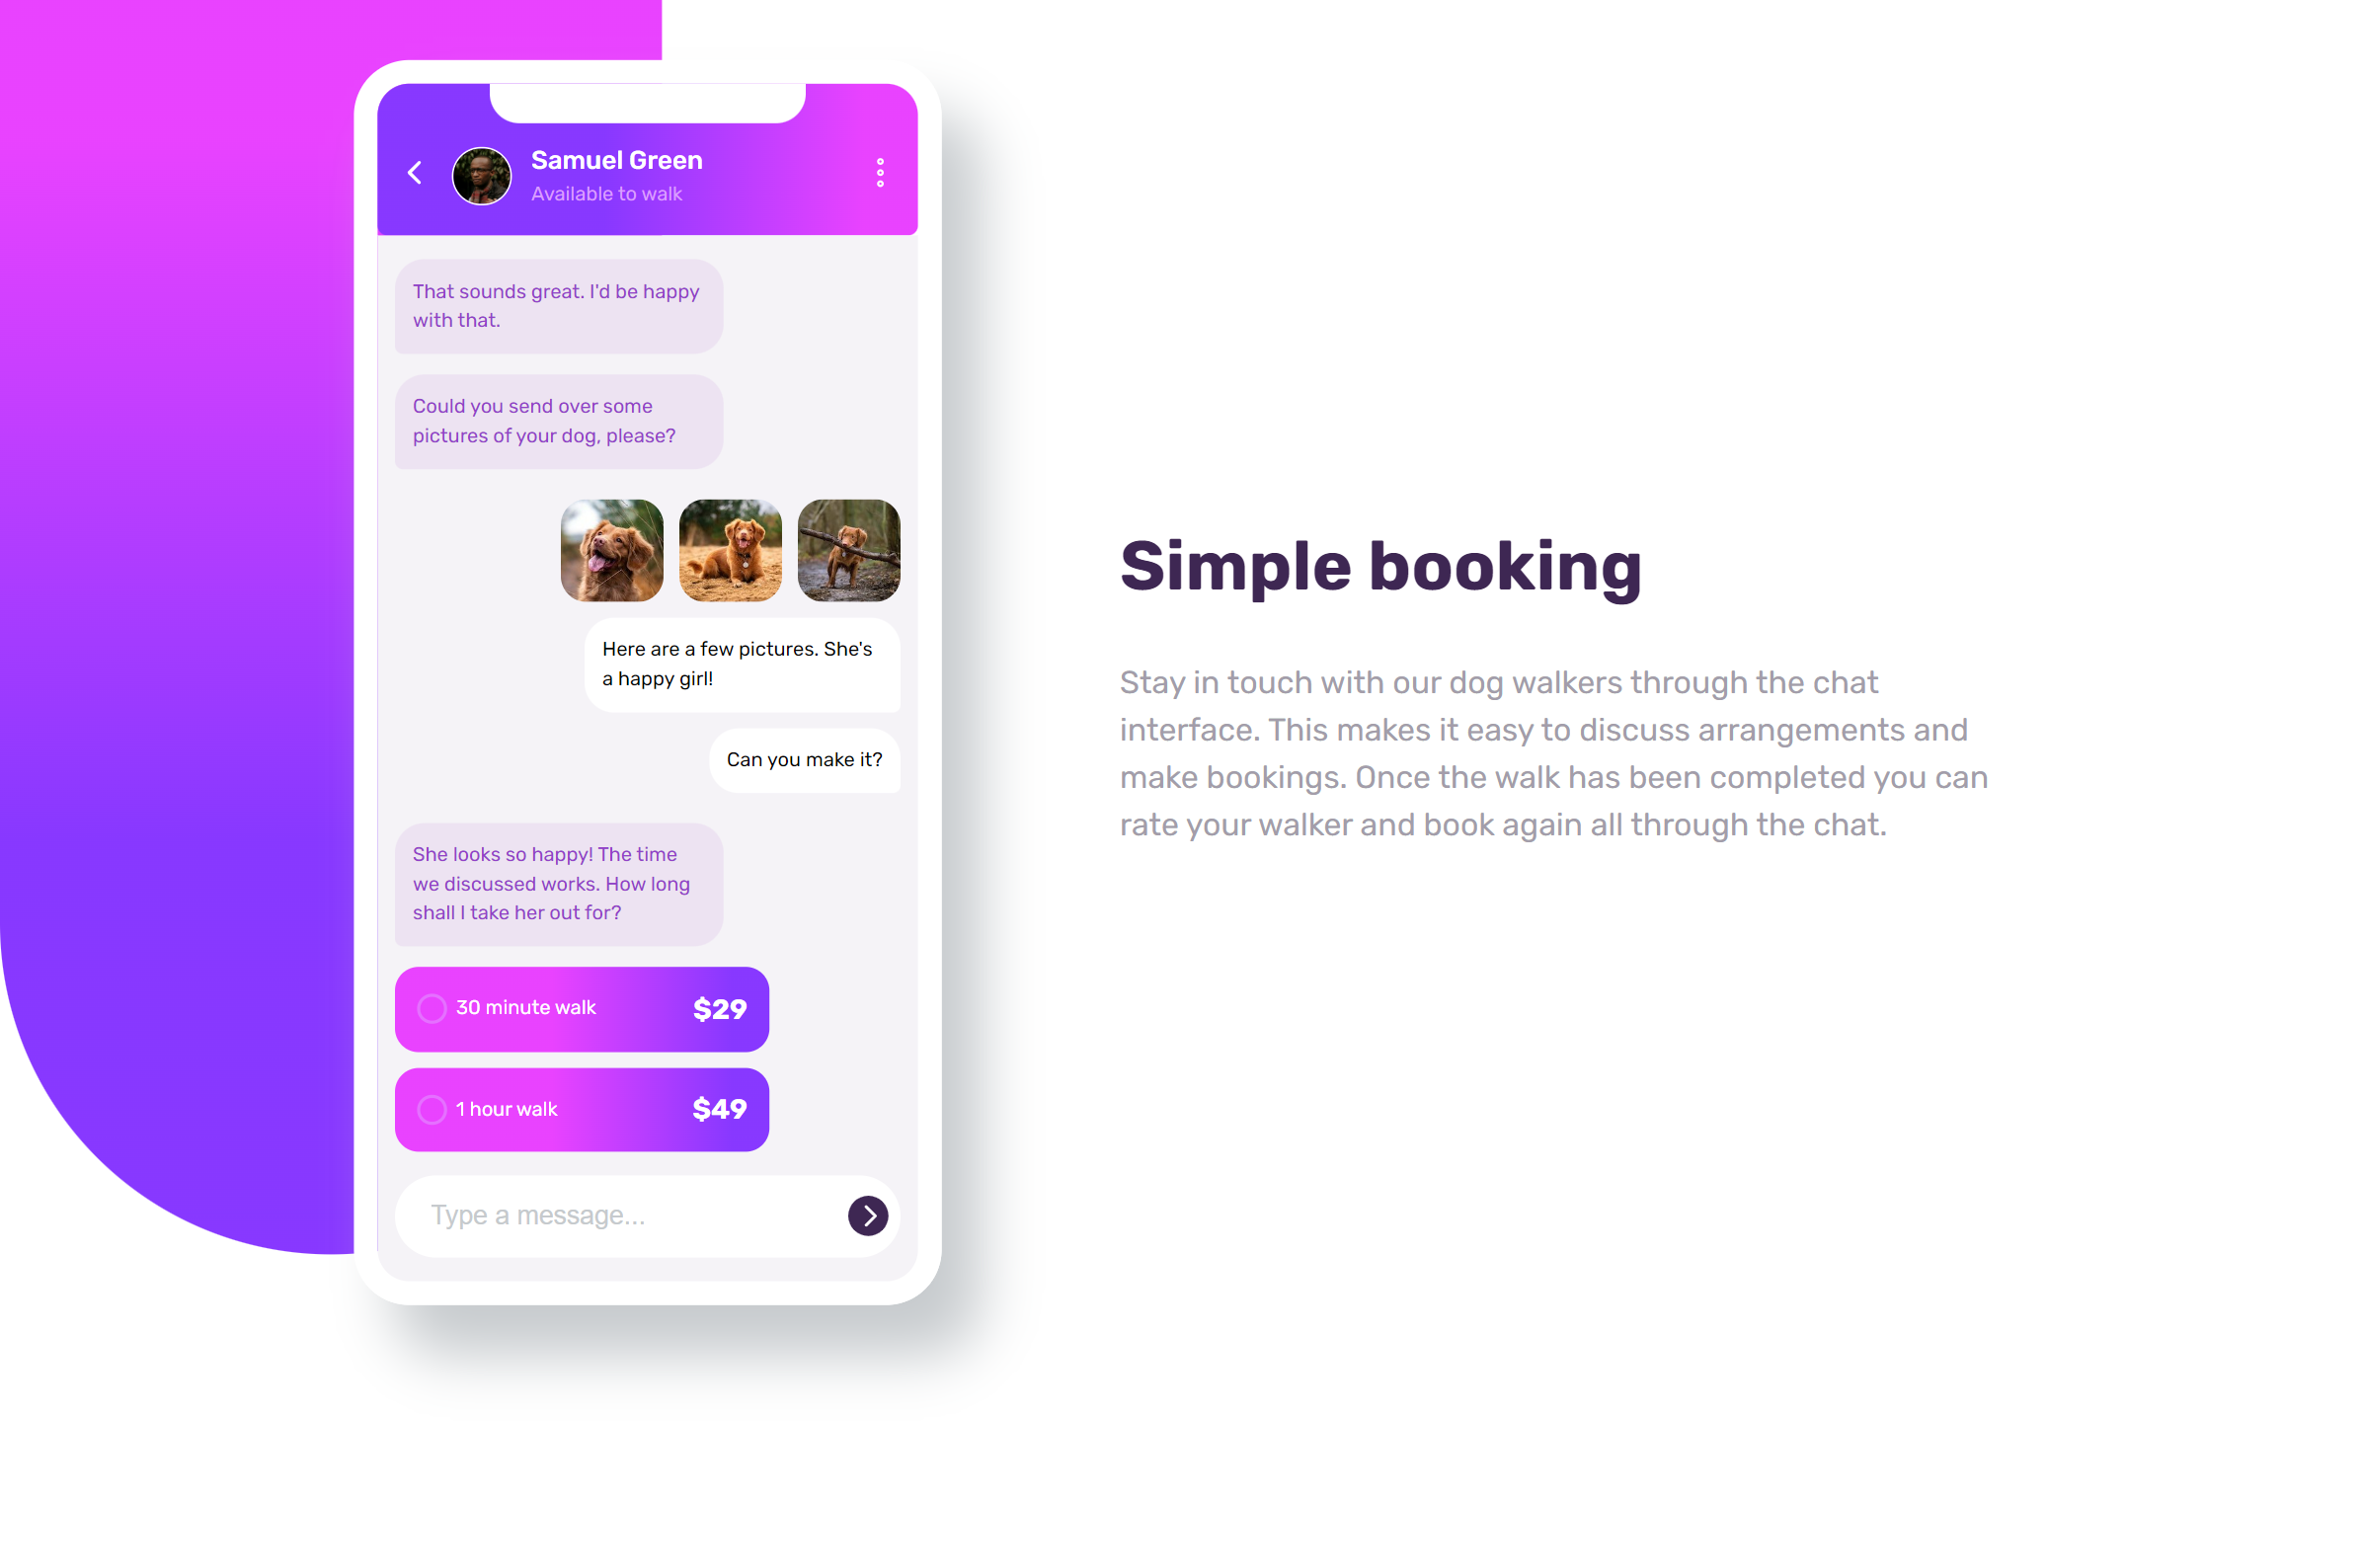 Samuel Green
Available to walk
That sounds great. I'd be happy
with that.
Could you send over some
pictures of your dog, please?
Here are a few pictures. She's
a happy girl!
Can you make it?
She looks so happy! The time
we discussed works. How long
shall I take her out for?
30 minute walk $29
1 hour walk $49
Type a message...
Simple booking
Stay in touch with our dog walkers through the chat
interface. This makes it easy to discuss arrangements and
make bookings. Once the walk has been completed you can
rate your walker and book again all through the chat.